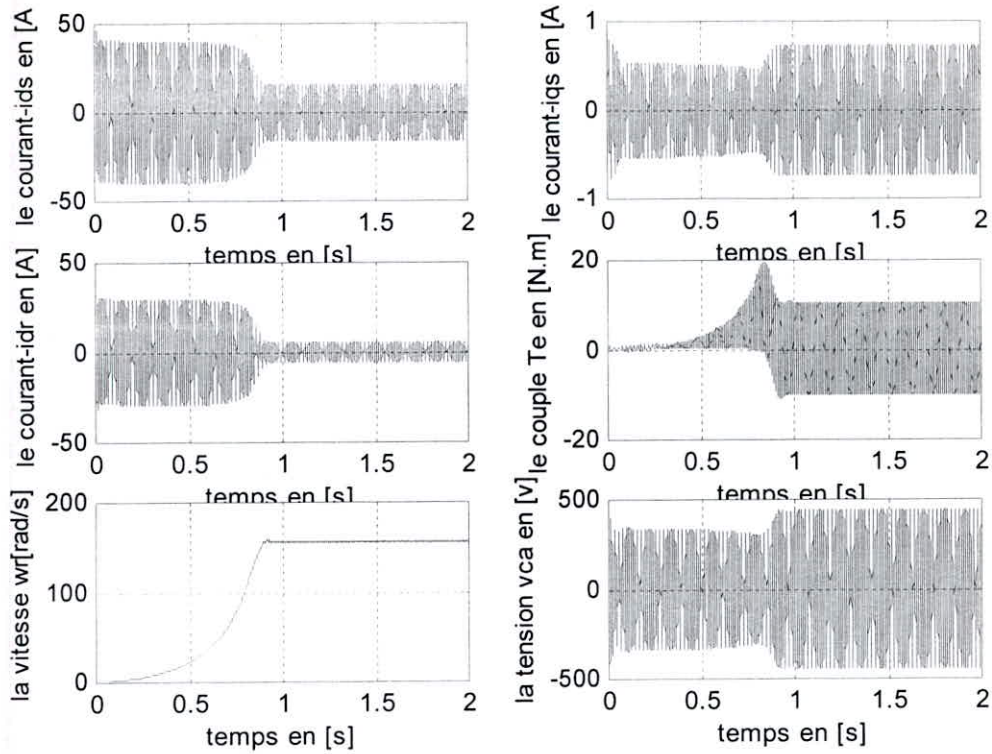 le courant-ids en [A
50
0
-50
0 0.5 1 1.5 2
temps en [s]
le courant-iqs en [A
1
0
-1
0 0.5 1 1.5 2
temps en [s]
le courant-idr en [A]
50
0
-50
0 0.5 1 1.5 2
temps en [s]
le couple Te en [N.m]
20
0
-20
0 0.5 1 1.5 2
temps en [s]
la vitesse wr[rad/s]
200
100
0
0 0.5 1 1.5 2
temps en [s]
la tension vca en [v]
500
0
-500
0 0.5 1 1.5 2
temps en [s]